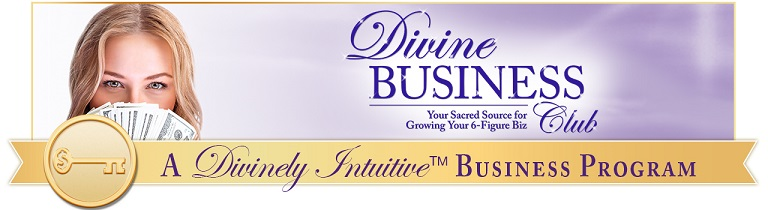 Divine
BUSINESS
Your Sacred Source for
Growing Your 6-Figure Biz
Club
A Divinely Intuitive™ BUSINESS PROGRAM